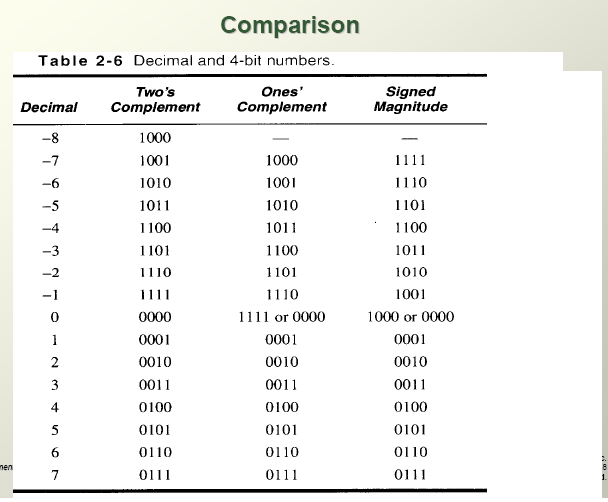 Comparison
Table 2-6 Decimal and 4-bit numbers.
Decimal Two's Complement Ones' Complement Signed Magnitude
–8 1000 — —
–7 1001 1000 1111
–6 1010 1001 1110
–5 1011 1010 1101
–4 1100 1011 1100
–3 1101 1100 1011
–2 1110 1101 1010
–1 1111 1110 1001
0 0000 1111 or 0000 1000 or 0000
1 0001 0001 0001
2 0010 0010 0010
3 0011 0011 0011
4 0100 0100 0100
5 0101 0101 0101
6 0110 0110 0110
7 0111 0111 0111